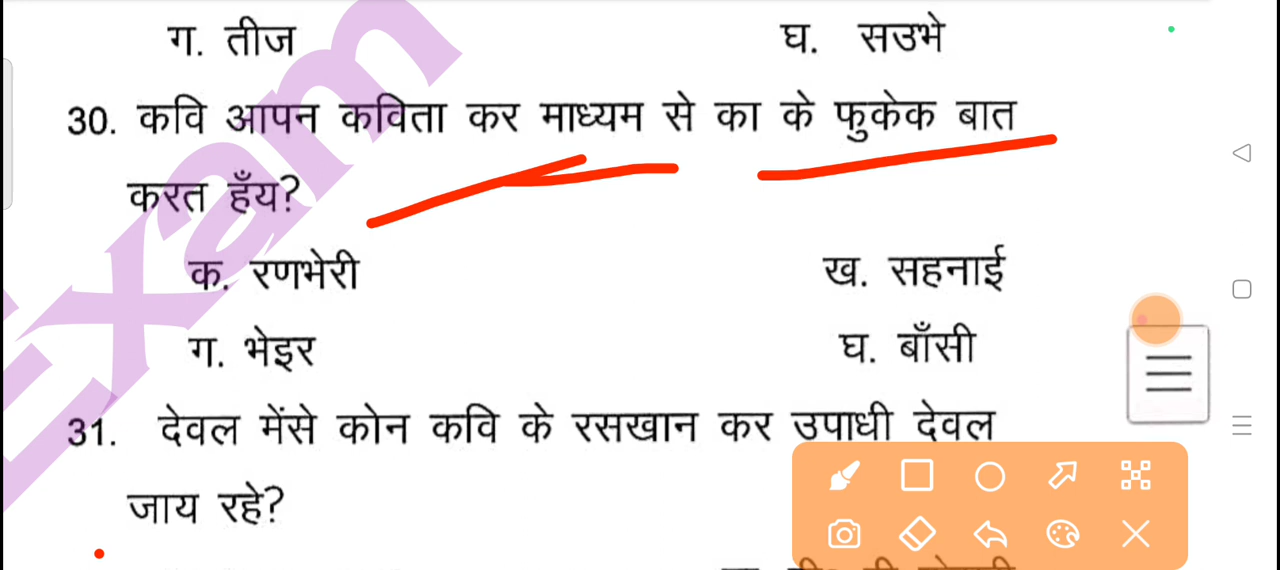 ग. तीज घ. सउभे
30. कवि आपन कविता कर माध्यम से का के फुकेक बात
करत हँय?
क. रणभेरी ख. सहनाई
ग. भेइर घ. बाँसी
31. देवल मेंसे कोन कवि के रसखान कर उपाधी देवल
जाय रहे?
Exam